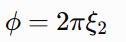 ϕ = 2πξ₂